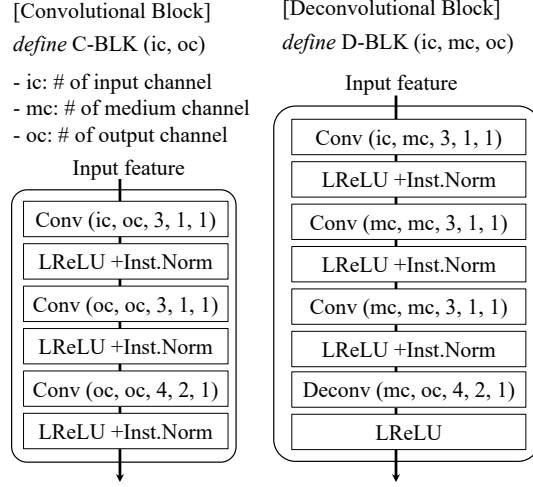 [Convolutional Block]
define C-BLK (ic, oc)
- ic: # of input channel
- mc: # of medium channel
- oc: # of output channel
Input feature
Conv (ic, oc, 3, 1, 1)
LReLU +Inst.Norm
Conv (oc, oc, 3, 1, 1)
LReLU +Inst.Norm
Conv (oc, oc, 4, 2, 1)
LReLU +Inst.Norm
[Deconvolutional Block]
define D-BLK (ic, mc, oc)
Input feature
Conv (ic, mc, 3, 1, 1)
LReLU +Inst.Norm
Conv (mc, mc, 3, 1, 1)
LReLU +Inst.Norm
Conv (mc, mc, 3, 1, 1)
LReLU +Inst.Norm
Deconv (mc, oc, 4, 2, 1)
LReLU